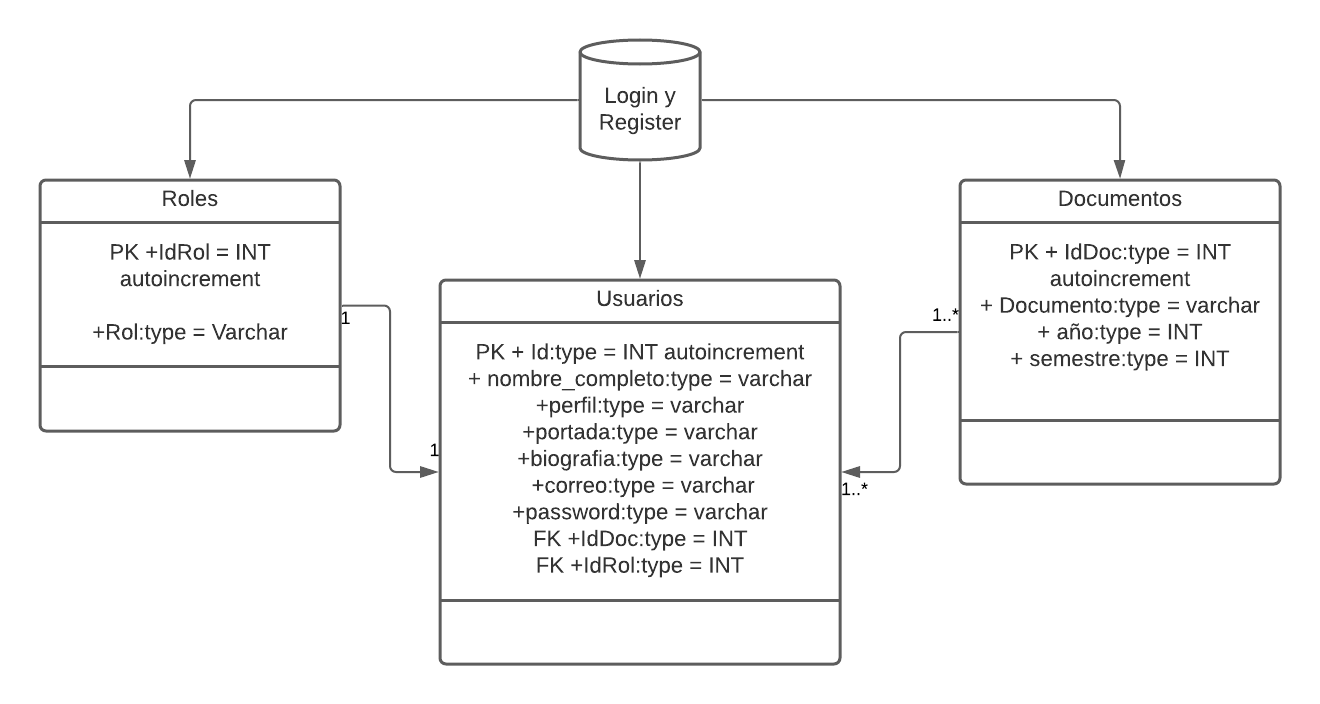 Login y
Register
Roles
PK +IdRol = INT
autoincrement
+Rol:type = Varchar
1
1
Usuarios
PK + Id:type = INT autoincrement
+ nombre_completo:type = varchar
+perfil:type = varchar
+portada:type = varchar
+biografia:type = varchar
+correo:type = varchar
+password:type = varchar
FK +IdDoc:type = INT
FK +IdRol:type = INT
Documentos
PK + IdDoc:type = INT
autoincrement
+ Documento:type = varchar
+ año:type = INT
+ semestre:type = INT
1..*
1..*